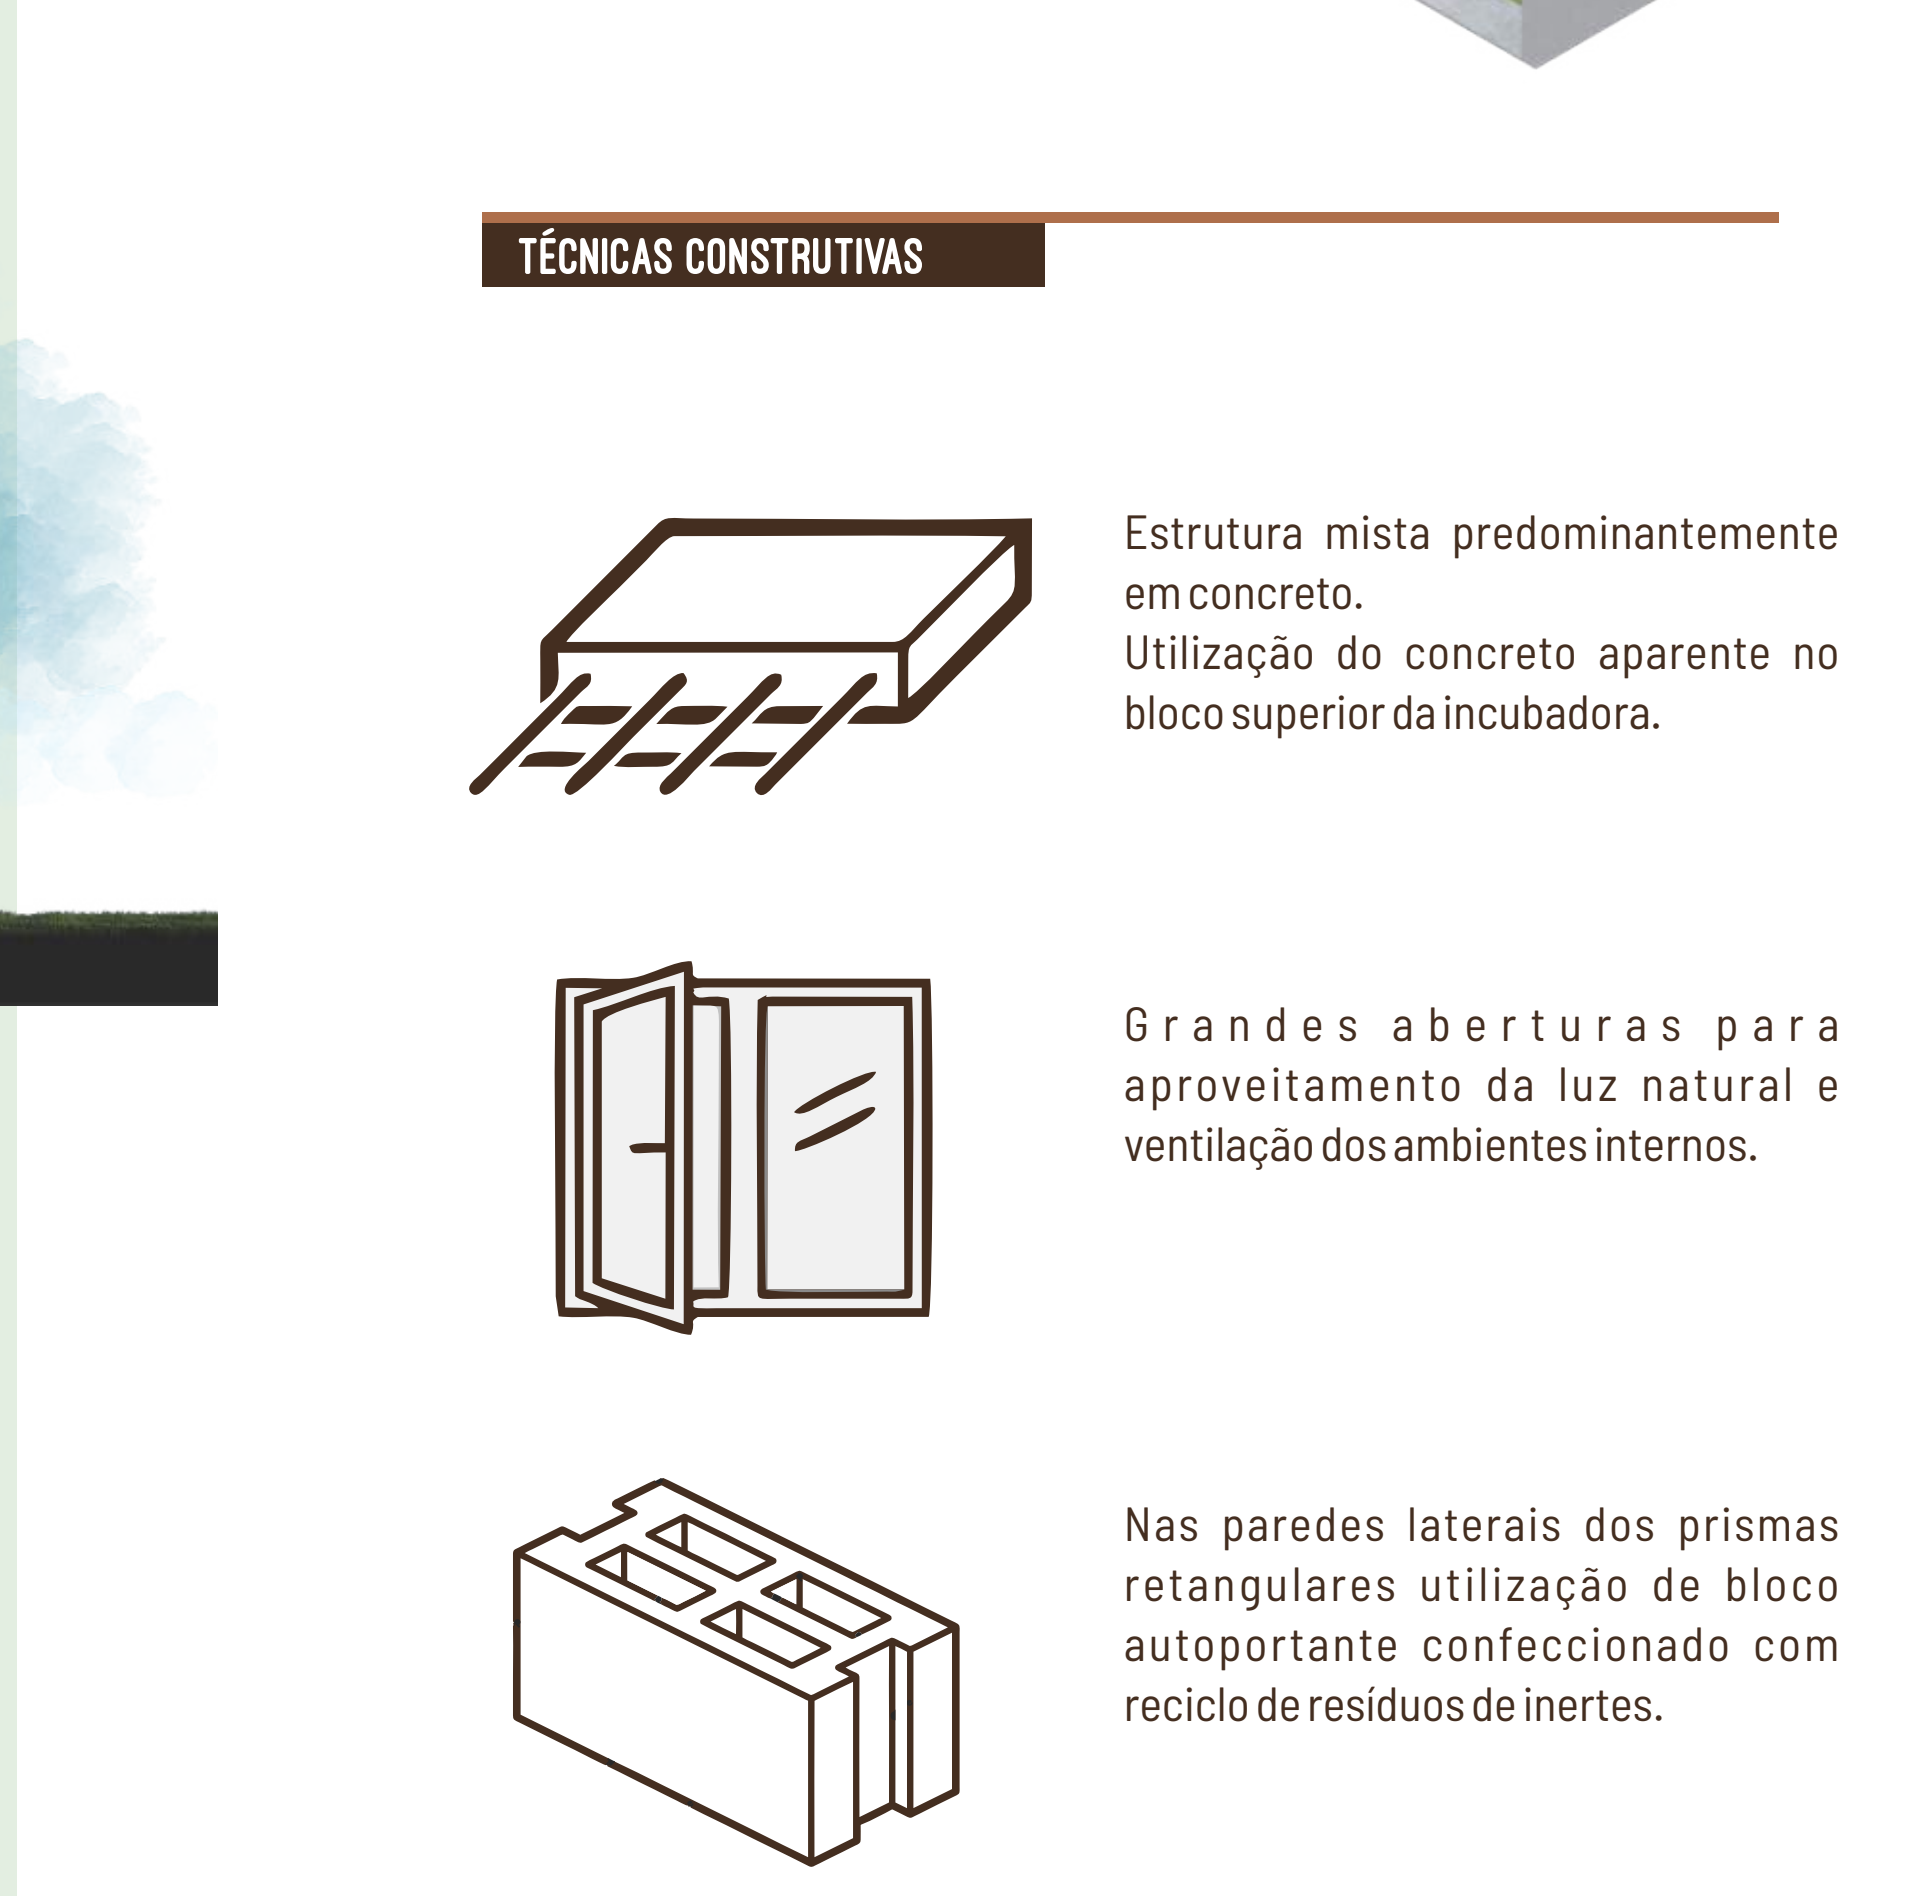 TÉCNICAS CONSTRUTIVAS
Estrutura mista predominantemente
em concreto.
Utilização do concreto aparente no
bloco superior da incubadora.
Grandes aberturas para
aproveitamento da luz natural e
ventilação dos ambientes internos.
Nas paredes laterais dos prismas
retangulares utilização de bloco
autoportante confeccionado com
reciclo de resíduos de inertes.